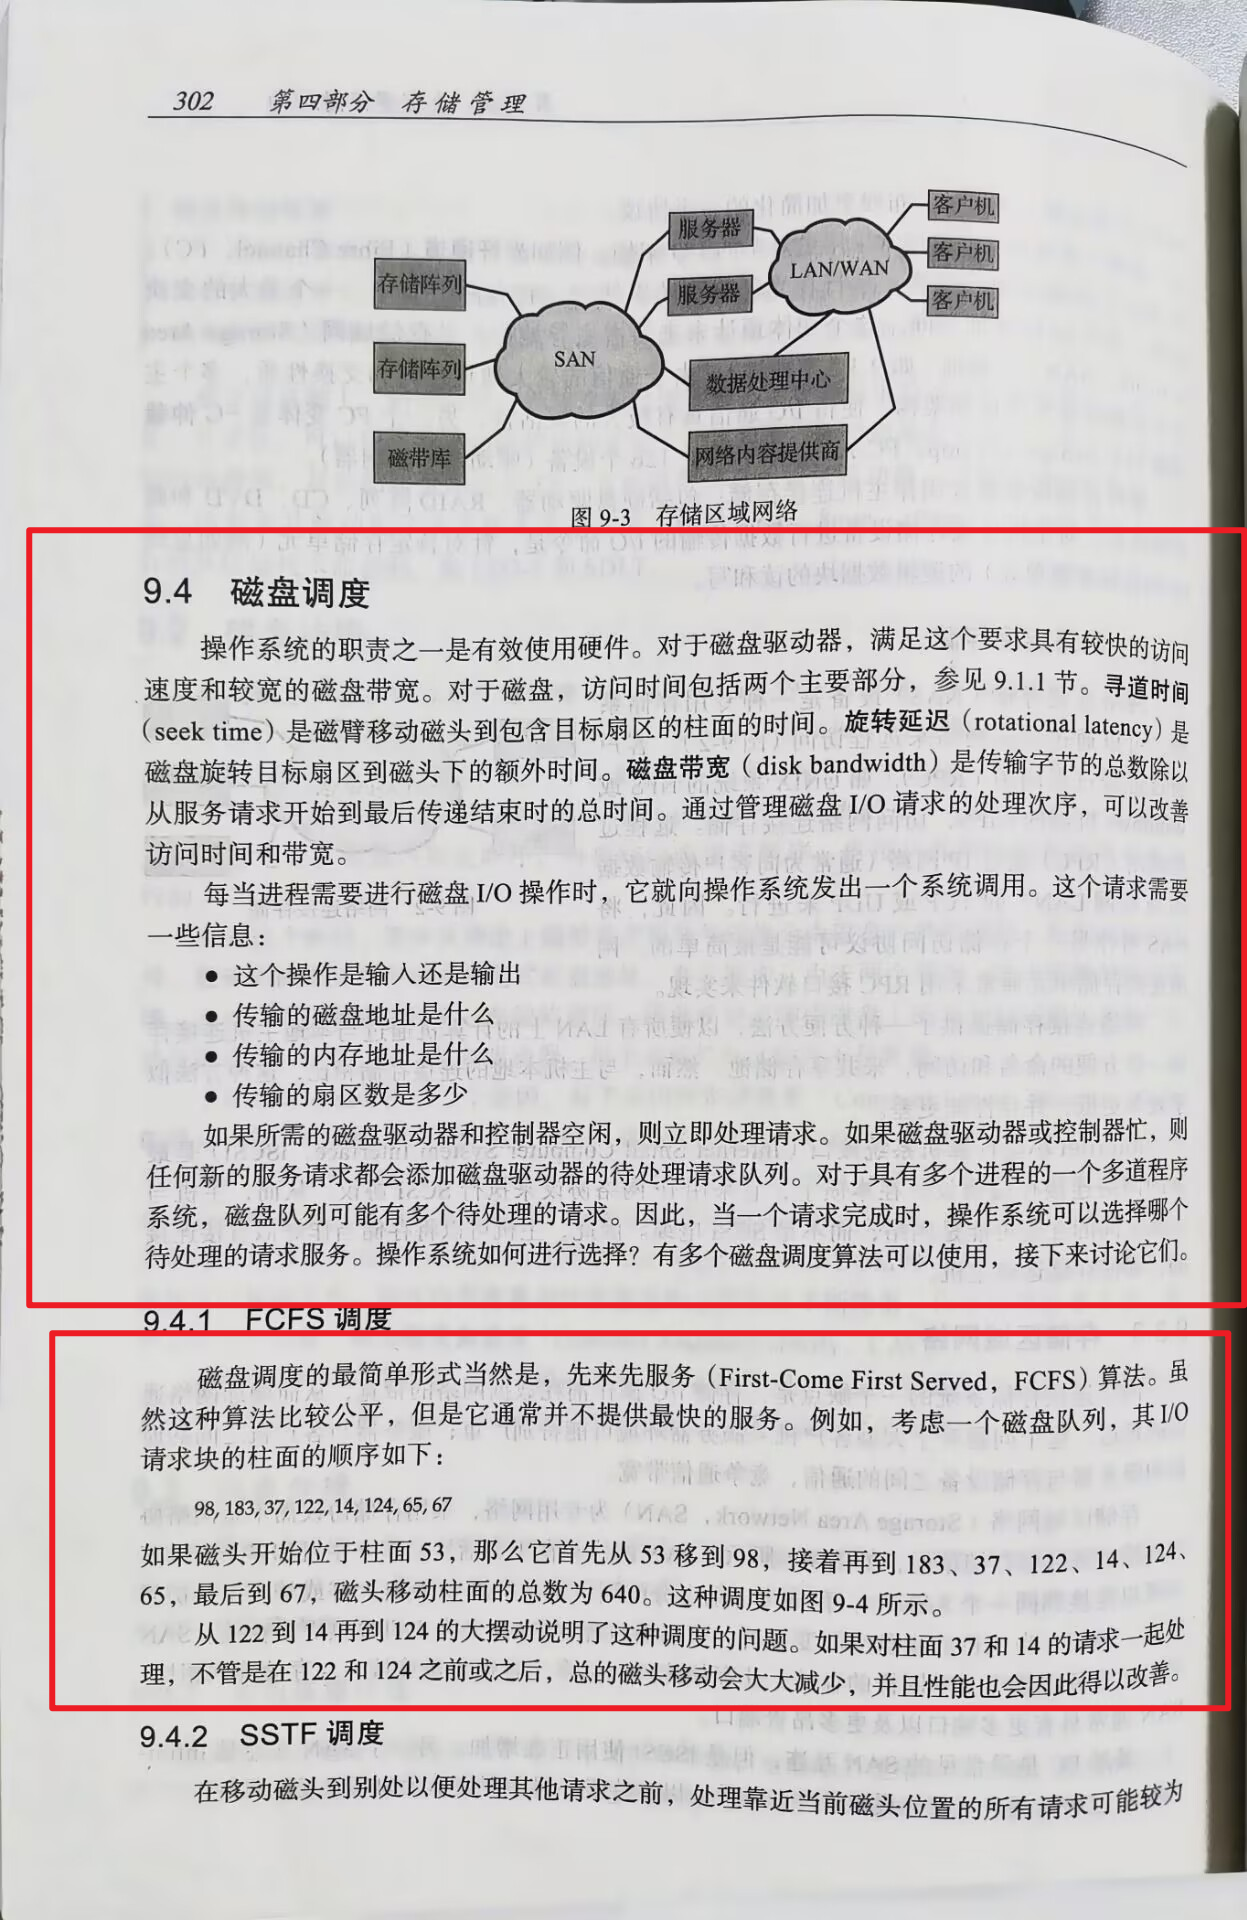 302 第四部分 存储管理
存储阵列
存储阵列
磁带库
SAN
服务器
服务器
LAN/WAN
客户机
客户机
客户机
数据处理中心
网络内容提供商
图 9-3 存储区域网络
9.4 磁盘调度
操作系统的职责之一是有效使用硬件。对于磁盘驱动器，满足这个要求具有较快的访问
速度和较宽的磁盘带宽。对于磁盘，访问时间包括两个主要部分，参见 9.1.1 节。寻道时间
（seek time）是磁臂移动磁头到包含目标扇区的柱面的时间。旋转延迟（rotational latency）是
磁盘旋转目标扇区到磁头下的额外时间。磁盘带宽（disk bandwidth）是传输字节的总数除以
从服务请求开始到最后传递结束时的总时间。通过管理磁盘 I/O 请求的处理次序，可以改善
访问时间和带宽。
每当进程需要进行磁盘 I/O 操作时，它就向操作系统发出一个系统调用。这个请求需要
一些信息：
● 这个操作是输入还是输出
● 传输的磁盘地址是什么
● 传输的内存地址是什么
● 传输的扇区数是多少
如果所需的磁盘驱动器和控制器空闲，则立即处理请求。如果磁盘驱动器或控制器忙，则
任何新的服务请求都会添加磁盘驱动器的待处理请求队列。对于具有多个进程的一个多道程序
系统，磁盘队列可能有多个待处理的请求。因此，当一个请求完成时，操作系统可以选择哪个
待处理的请求服务。操作系统如何进行选择？有多个磁盘调度算法可以使用，接下来讨论它们。
9.4.1 FCFS 调度
磁盘调度的最简单形式当然是，先来先服务（First-Come First Served，FCFS）算法。虽
然这种算法比较公平，但是它通常并不提供最快的服务。例如，考虑一个磁盘队列，其 I/O
请求块的柱面的顺序如下：
98, 183, 37, 122, 14, 124, 65, 67
如果磁头开始位于柱面 53，那么它首先从 53 移到 98，接着再到 183、37、122、14、124、
65，最后到 67，磁头移动柱面的总数为 640。这种调度如图 9-4 所示。
从 122 到 14 再到 124 的大摆动说明了这种调度的问题。如果对柱面 37 和 14 的请求一起处
理，不管是在 122 和 124 之前或之后，总的磁头移动会大大减少，并且性能也会因此得以改善。
9.4.2 SSTF 调度
在移动磁头到别处以便处理其他请求之前，处理靠近当前磁头位置的所有请求可能较为